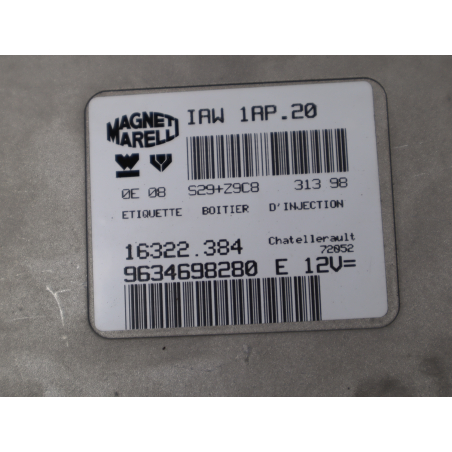 MAGNETI
MARELLI
IAW 1AP.20
0E 08 S29+Z9C8 313 98
ETIQUETTE BOITIER D'INJECTION
16322.384 Chatellerault
72052
9634698280 E 12V=